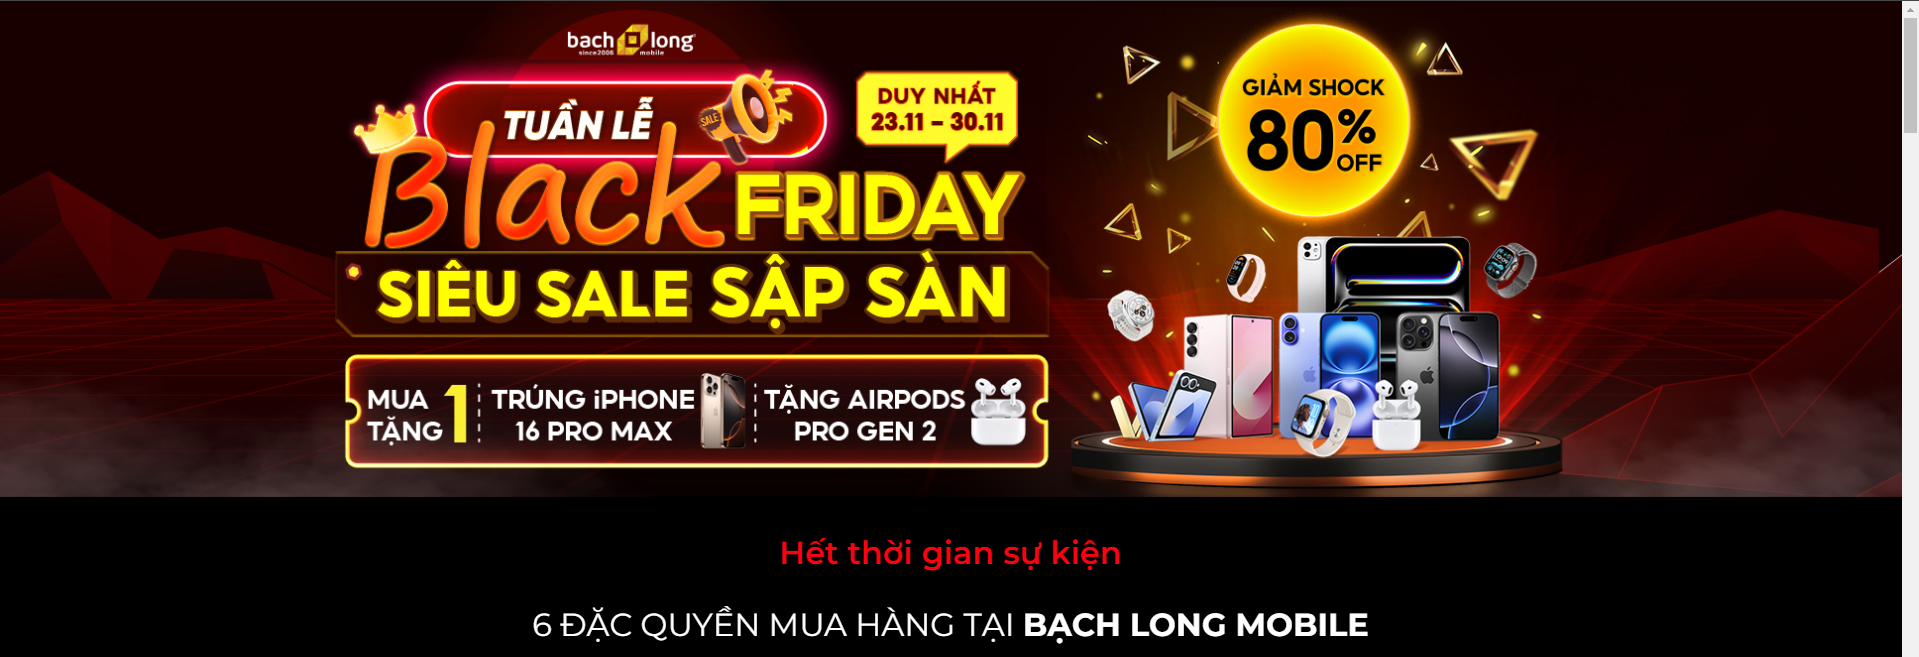 bach long
since2006 mobile
TUẦN LỄ
SALE
DUY NHẤT
23.11 - 30.11
Black FRIDAY
SIÊU SALE SẬP SÀN
MUA TẶNG 1
TRÚNG iPHONE
16 PRO MAX
TẶNG AIRPODS
PRO GEN 2
GIẢM SHOCK
80%
OFF
Hết thời gian sự kiện
6 ĐẶC QUYỀN MUA HÀNG TẠI BẠCH LONG MOBILE